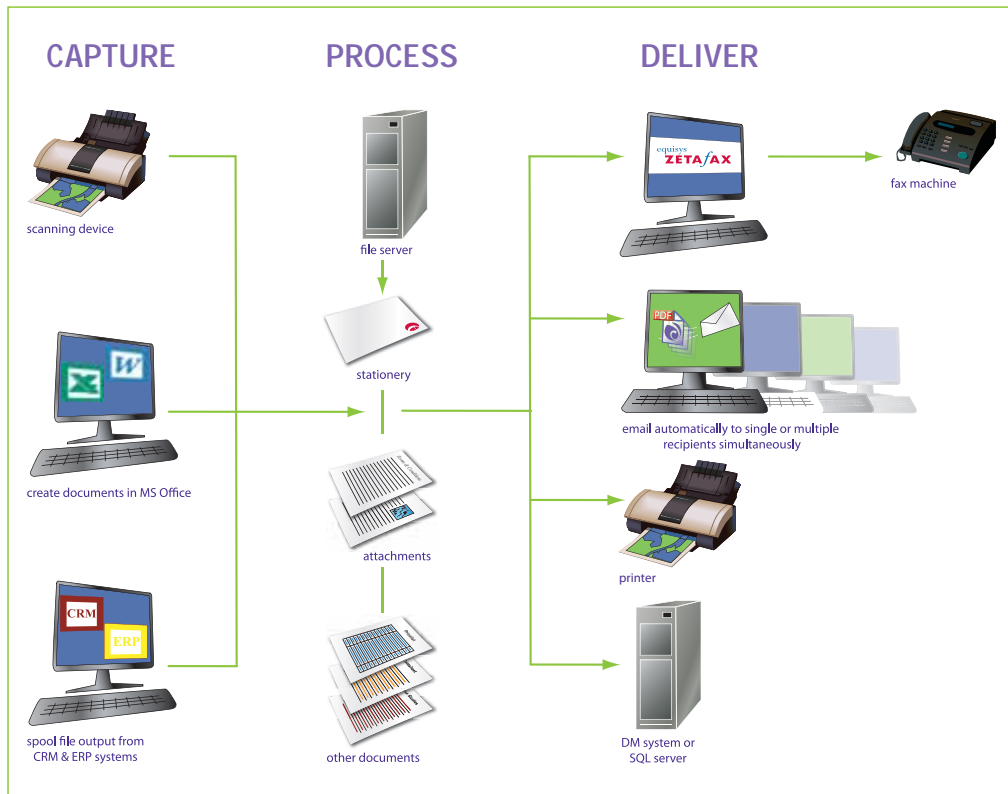 CAPTURE
PROCESS
DELIVER
scanning device
file server
equisys
ZETAfAX
fax machine
stationery
PDF
X
W
email automatically to single or multiple
recipients simultaneously
create documents in MS Office
attachments
printer
CRM
ERP
spool file output from
CRM & ERP systems
other documents
DM system or
SQL server